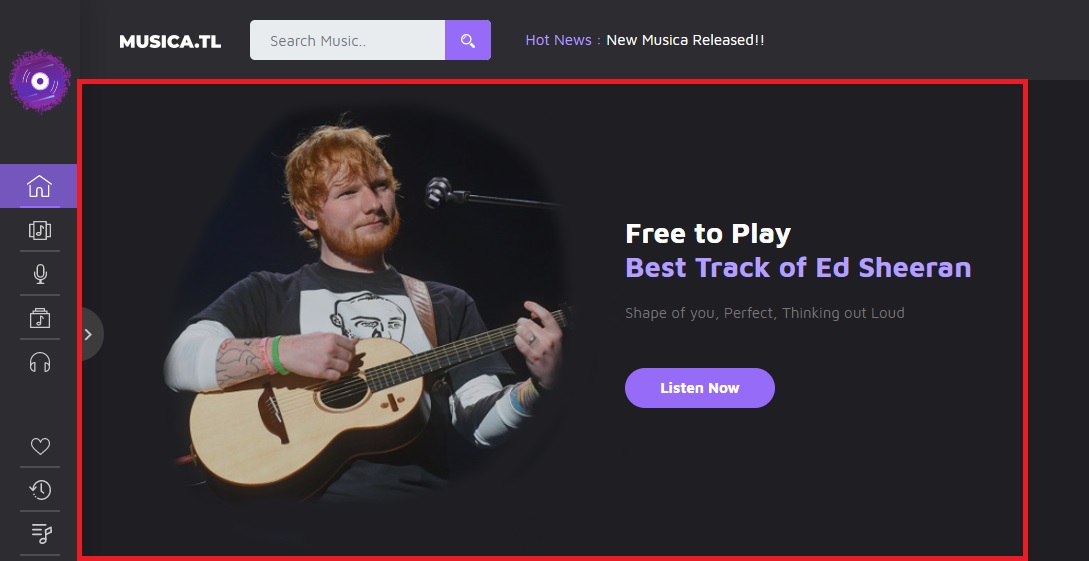 MUSICA.TL
Search Music..
Hot News : New Musica Released!!
Free to Play
Best Track of Ed Sheeran
Shape of you, Perfect, Thinking out Loud
Listen Now